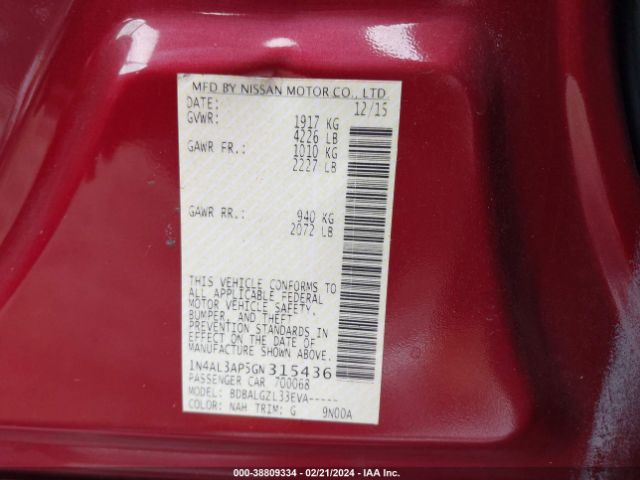 MFD BY NISSAN MOTOR CO., LTD
DATE: 12/15
GVWR: 1917 KG
4226 LB
GAWR FR.: 1010 KG
2227 LB
GAWR RR.: 940 KG
2072 LB
THIS VEHICLE CONFORMS TO
ALL APPLICABLE FEDERAL
MOTOR VEHICLE SAFETY,
BUMPER, AND THEFT
PREVENTION STANDARDS IN
EFFECT ON THE DATE OF
MANUFACTURE SHOWN ABOVE.
1N4AL3AP5GN315436
PASSENGER CAR 700068
MODEL: BDBALGZL33EVA-----
COLOR: NAH TRIM: G 9N00A
000-38809334 - 02/21/2024 - IAA Inc.